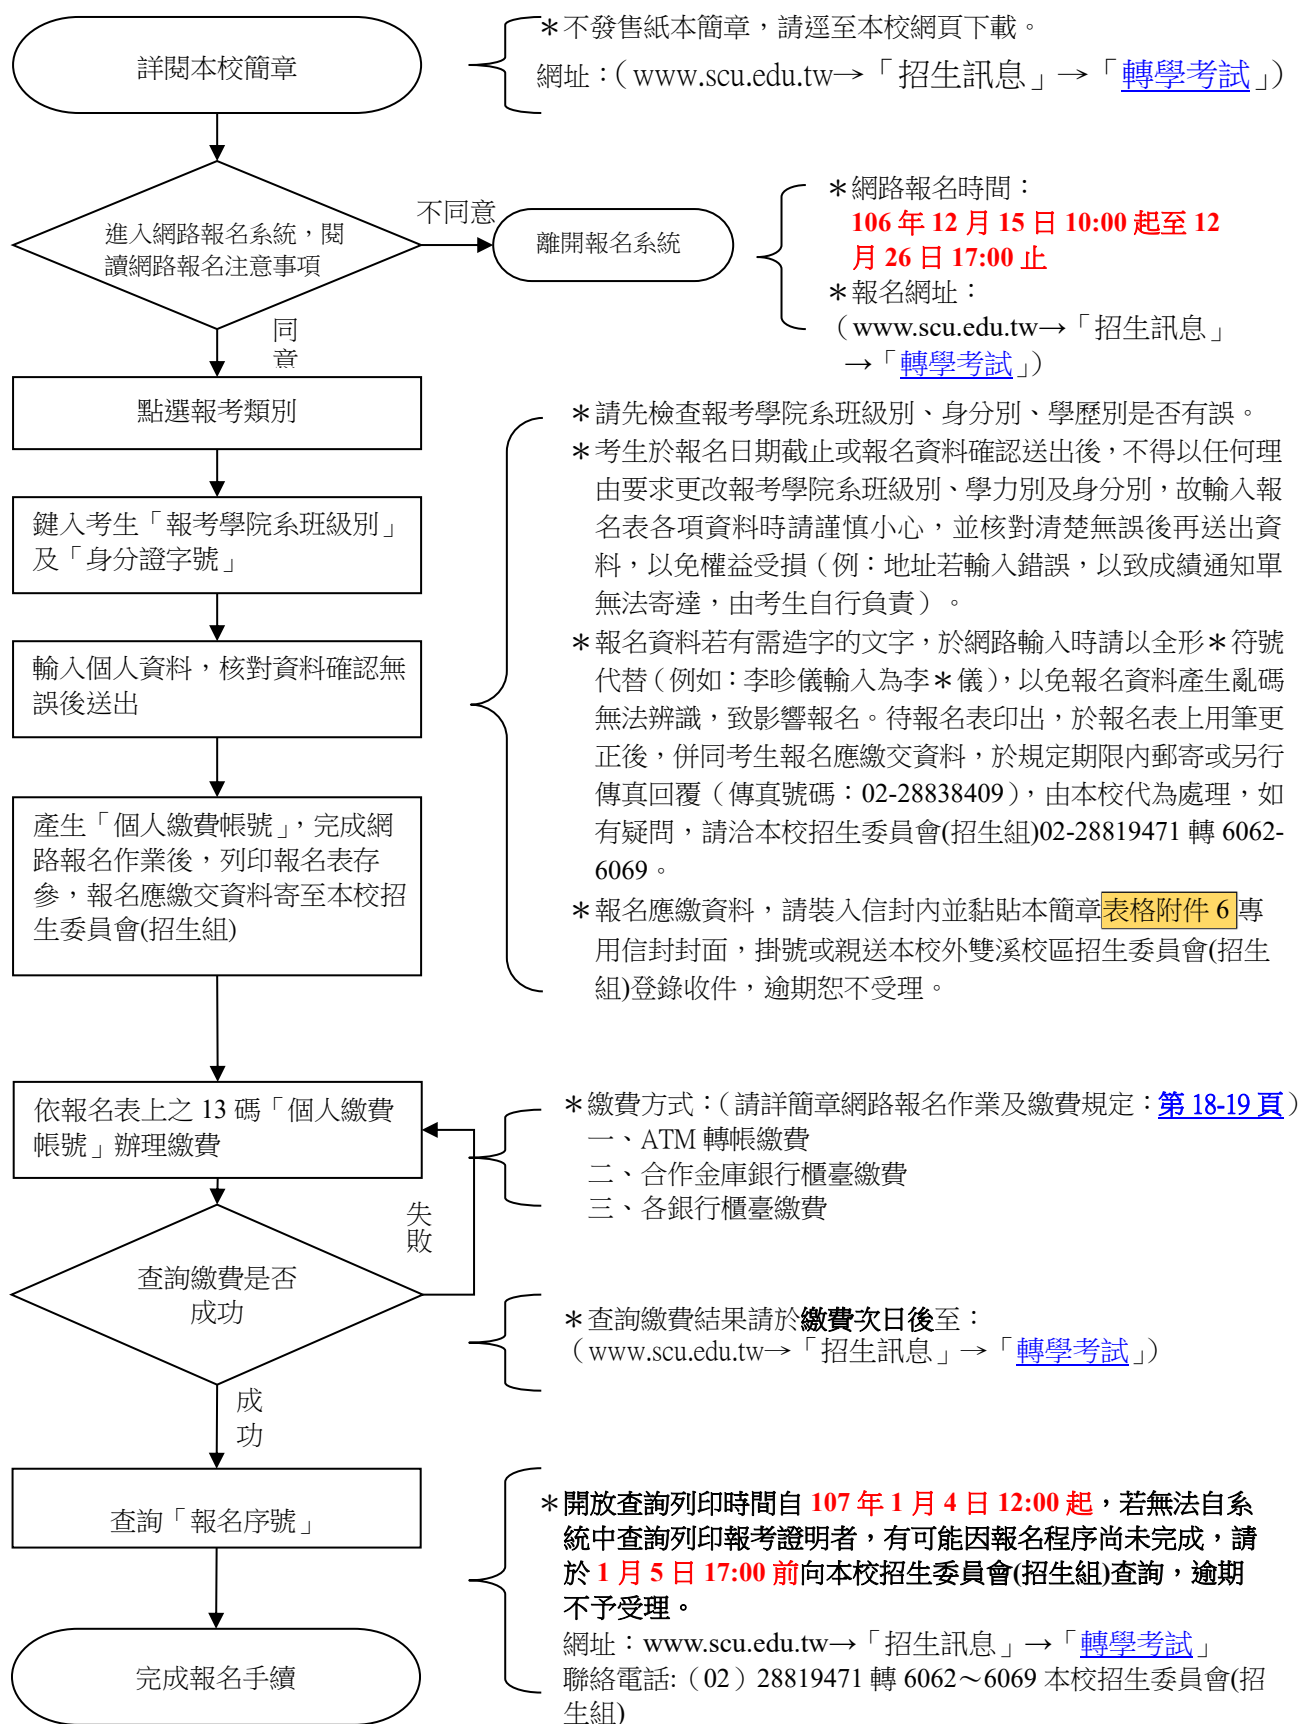 詳閱本校簡章
＊不發售紙本簡章，請逕至本校網頁下載。
網址：（www.scu.edu.tw→「招生訊息」→「轉學考試」）
進入網路報名系統，閱
讀網路報名注意事項
不同意
離開報名系統
＊網路報名時間：
106 年 12 月 15 日 10:00 起至 12
月 26 日 17:00 止
＊報名網址：
（www.scu.edu.tw→「招生訊息」
→「轉學考試」）
同
意
點選報考類別
鍵入考生「報考學院系班級別」
及「身分證字號」
輸入個人資料，核對資料確認無
誤後送出
產生「個人繳費帳號」，完成網
路報名作業後，列印報名表存
參，報名應繳交資料寄至本校招
生委員會(招生組)
＊請先檢查報考學院系班級別、身分別、學歷別是否有誤。
＊考生於報名日期截止或報名資料確認送出後，不得以任何理
由要求更改報考學院系班級別、學力別及身分別，故輸入報
名表各項資料時請謹慎小心，並核對清楚無誤後再送出資
料，以免權益受損（例：地址若輸入錯誤，以致成績通知單
無法寄達，由考生自行負責）。
＊報名資料若有需造字的文字，於網路輸入時請以全形＊符號
代替（例如：李昣儀輸入為李＊儀），以免報名資料產生亂碼
無法辨識，致影響報名。待報名表印出，於報名表上用筆更
正後，併同考生報名應繳交資料，於規定期限內郵寄或另行
傳真回覆（傳真號碼：02-28838409），由本校代為處理，如
有疑問，請洽本校招生委員會(招生組)02-28819471 轉 6062-
6069。
＊報名應繳資料，請裝入信封內並黏貼本簡章表格附件 6 專
用信封封面，掛號或親送本校外雙溪校區招生委員會(招生
組)登錄收件，逾期恕不受理。
依報名表上之 13 碼「個人繳費
帳號」辦理繳費
＊繳費方式：（請詳簡章網路報名作業及繳費規定：第 18-19 頁）
一、ATM 轉帳繳費
二、合作金庫銀行櫃臺繳費
三、各銀行櫃臺繳費
失
敗
查詢繳費是否
成功
＊查詢繳費結果請於繳費次日後至：
（www.scu.edu.tw→「招生訊息」→「轉學考試」）
成
功
查詢「報名序號」
＊開放查詢列印時間自 107 年 1 月 4 日 12:00 起，若無法自系
統中查詢列印報考證明者，有可能因報名程序尚未完成，請
於 1 月 5 日 17:00 前向本校招生委員會(招生組)查詢，逾期
不予受理。
網址：www.scu.edu.tw→「招生訊息」→「轉學考試」
聯絡電話:（02）28819471 轉 6062～6069 本校招生委員會(招
生組)
完成報名手續